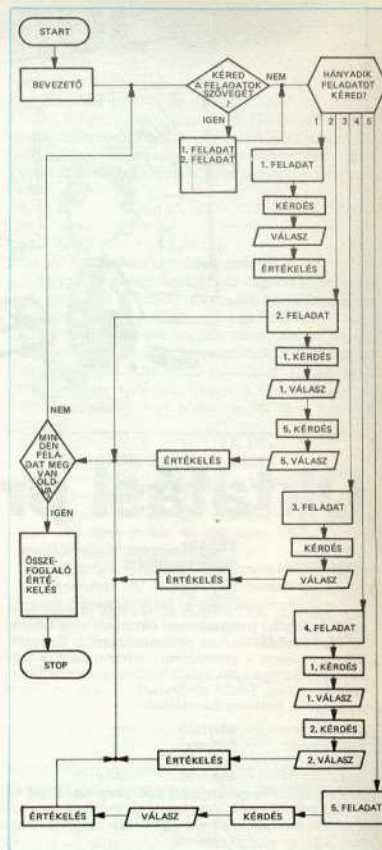 START
BEVEZETŐ
KÉRED
A FELADATOK
SZÖVEGÉT
?
NEM
IGEN
1. FELADAT
2. FELADAT
HÁNYADIK
FELADATOT
KÉRED?
1 2 3 4 5
1. FELADAT
KÉRDÉS
VÁLASZ
ÉRTÉKELÉS
2. FELADAT
1. KÉRDÉS
1. VÁLASZ
5. KÉRDÉS
5. VÁLASZ
ÉRTÉKELÉS
NEM
MIN
DEN
FELA-
DAT MEG
VAN
OLD
VA
IGEN
ÖSSZE-
FOGLALÓ
ÉRTÉ-
KELÉS
STOP
3. FELADAT
KÉRDÉS
VÁLASZ
ÉRTÉKELÉS
4. FELADAT
1. KÉRDÉS
1. VÁLASZ
2. KÉRDÉS
2. VÁLASZ
ÉRTÉKELÉS
5. FELADAT
KÉRDÉS
VÁLASZ
ÉRTÉKELÉS